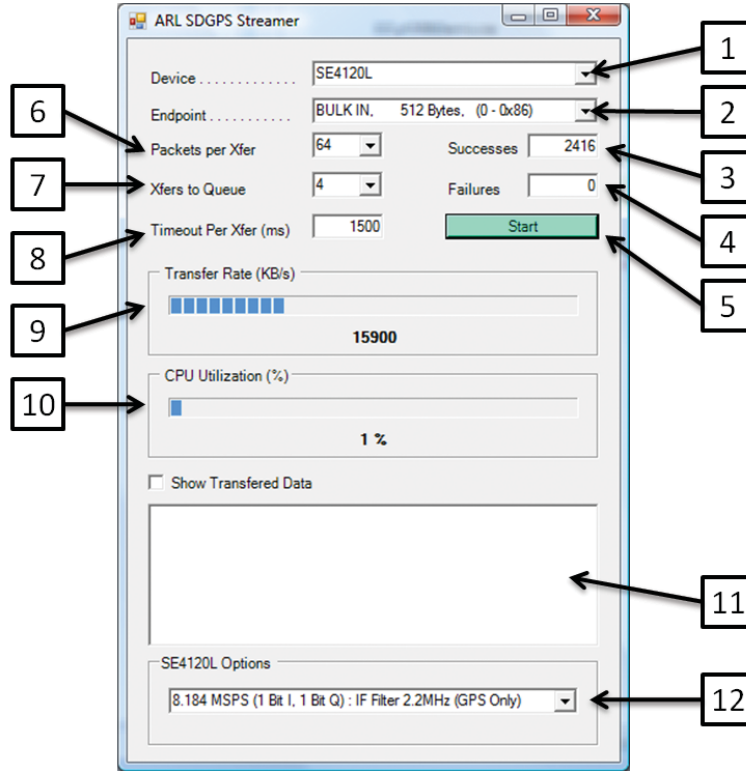 ARL SDGPS Streamer
1
Device . . . . . . . . . . . . . SE4120L
2
6
Endpoint . . . . . . . . . . . BULK IN, 512 Bytes, (0 - 0x86)
Packets per Xfer 64 Successes 2416
3
7
Xfers to Queue 4 Failures 0
4
8
Timeout Per Xfer (ms) 1500 Start
5
Transfer Rate (KB/s)
9
15900
CPU Utilization (%)
10
1 %
Show Transfered Data
11
SE4120L Options
8.184 MSPS (1 Bit I, 1 Bit Q) : IF Filter 2.2MHz (GPS Only)
12